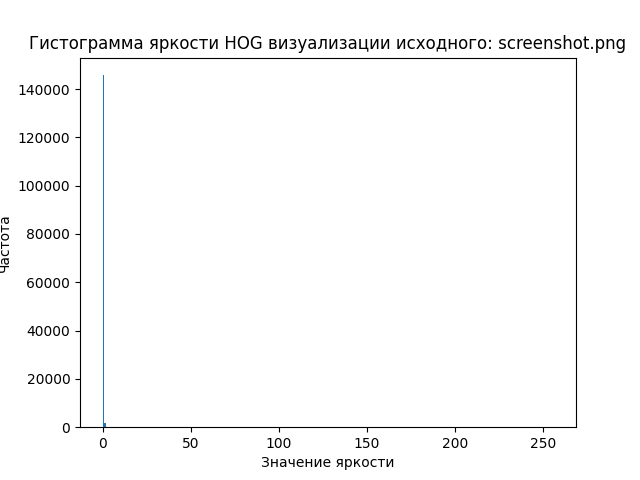 Гистограмма яркости HOG визуализации исходного: screenshot.png
140000
120000
100000
80000
60000
40000
20000
0
Частота
0 50 100 150 200 250
Значение яркости